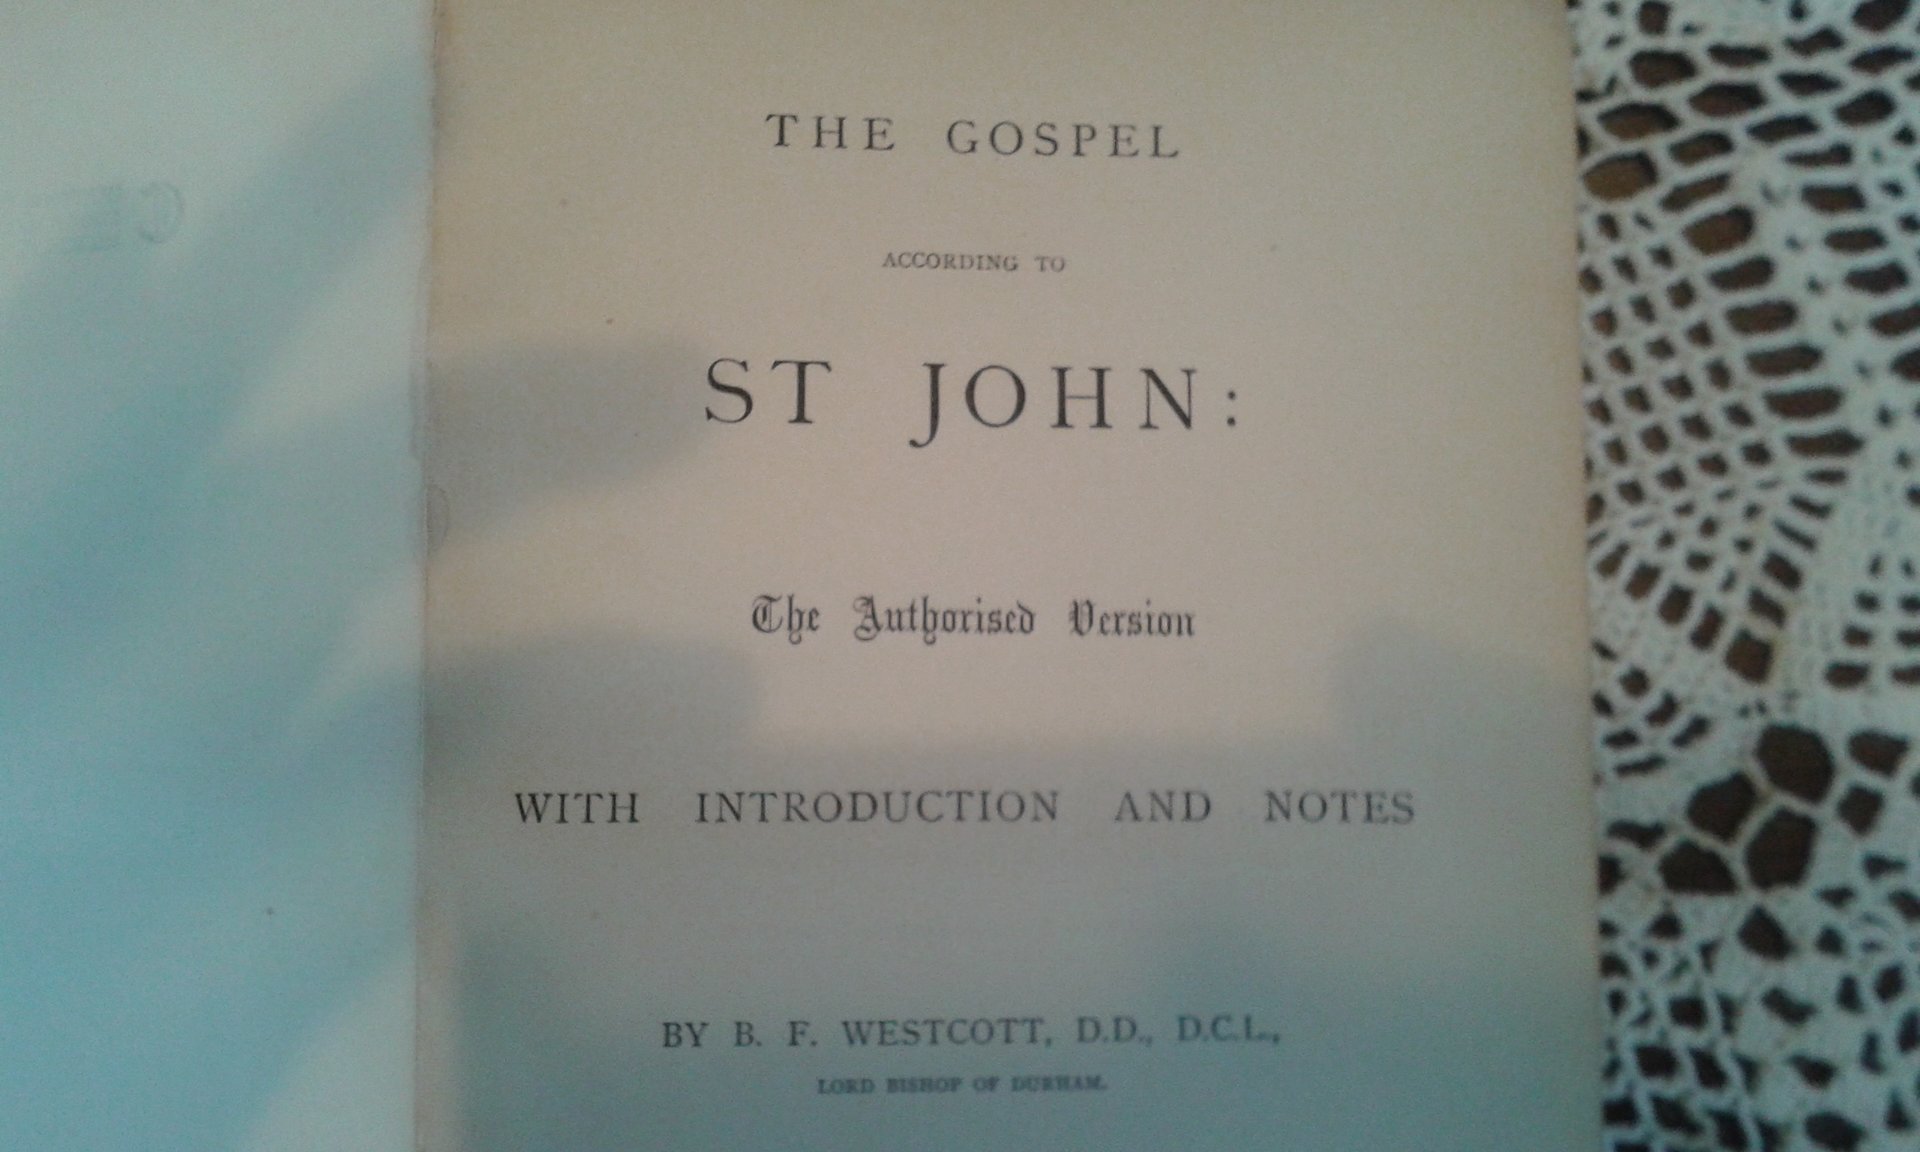 THE GOSPEL
ACCORDING TO
ST JOHN:
The Authorised Version
WITH INTRODUCTION AND NOTES
BY B. F. WESTCOTT, D.D., D.C.L.,
LORD BISHOP OF DURHAM.